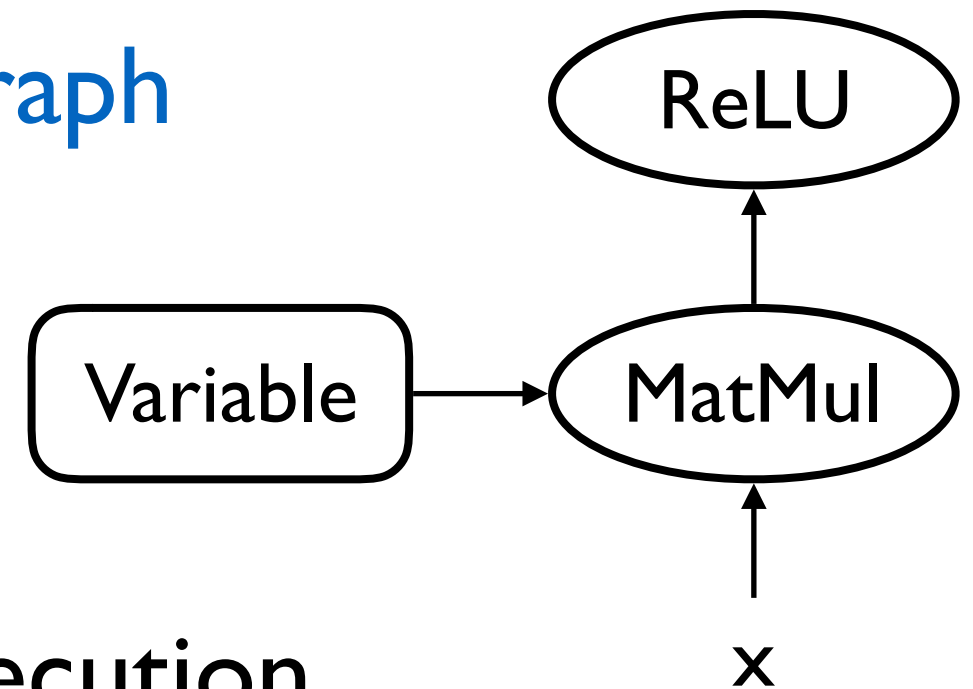 raph
ReLU
Variable
MatMul
ecution
x